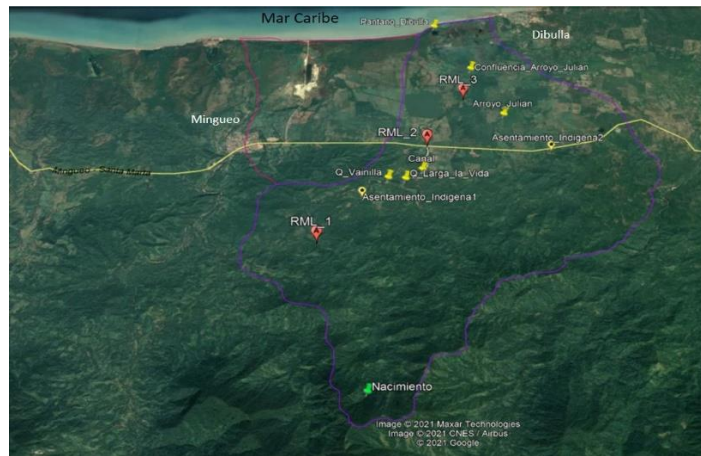 Mar Caribe
Pantano_Dibulla
Dibulla
Confluencia_Arroyo_Julian
RML_3
Arroyo_Julian
Mingueo
RML_2
Asentamiento_Indigena2
Canal
Q_Vainilla
Q_Larga_la_Vida
Asentamiento_Indigena1
RML_1
Nacimiento
Image © 2021 Maxar Technologies
Image © 2021 CNES / Airbus
© 2021 Google